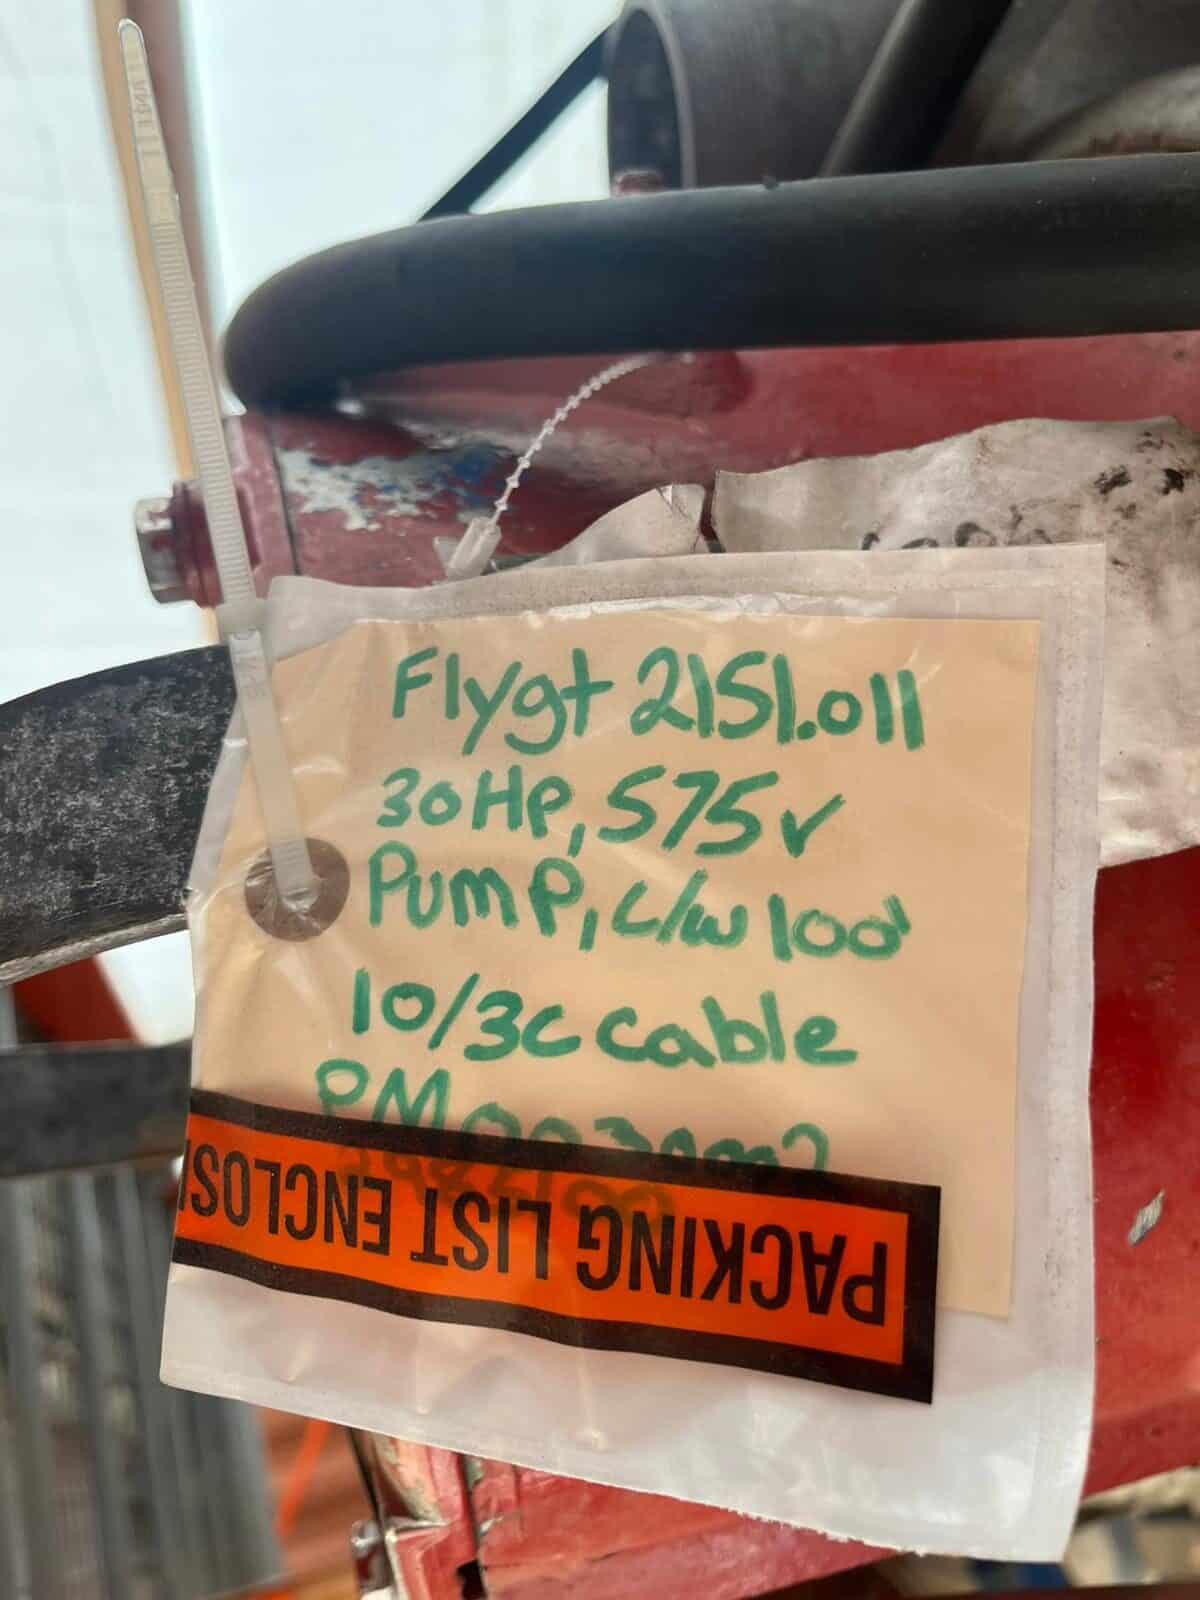 Flygt 2151.011
30HP, 575v
Pump, c/w 100'
10/3C Cable
PACKING LIST ENCLOS